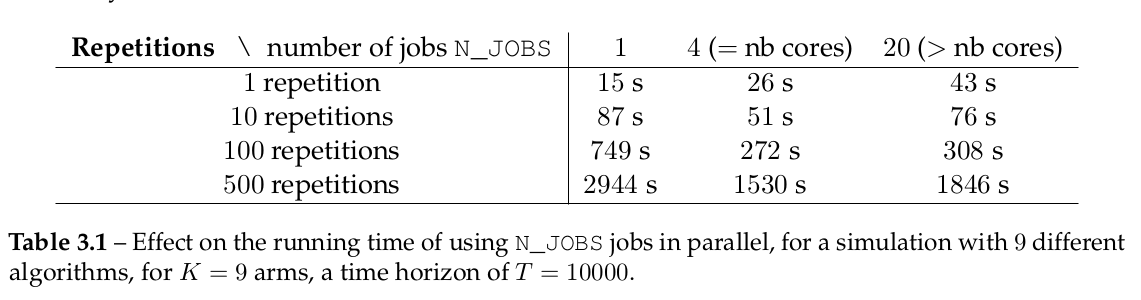 Repetitions \ number of jobs N_JOBS 1 4 (= nb cores) 20 (> nb cores)
1 repetition 15 s 26 s 43 s
10 repetitions 87 s 51 s 76 s
100 repetitions 749 s 272 s 308 s
500 repetitions 2944 s 1530 s 1846 s
Table 3.1 – Effect on the running time of using N_JOBS jobs in parallel, for a simulation with 9 different
algorithms, for K = 9 arms, a time horizon of T = 10000.